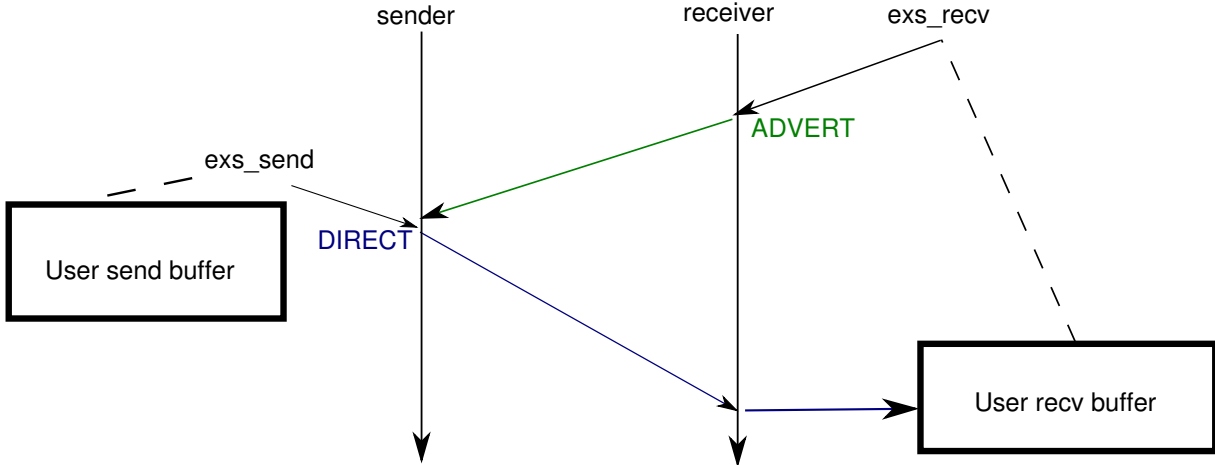 sender
receiver
exs_recv
ADVERT
exs_send
DIRECT
User send buffer
User recv buffer